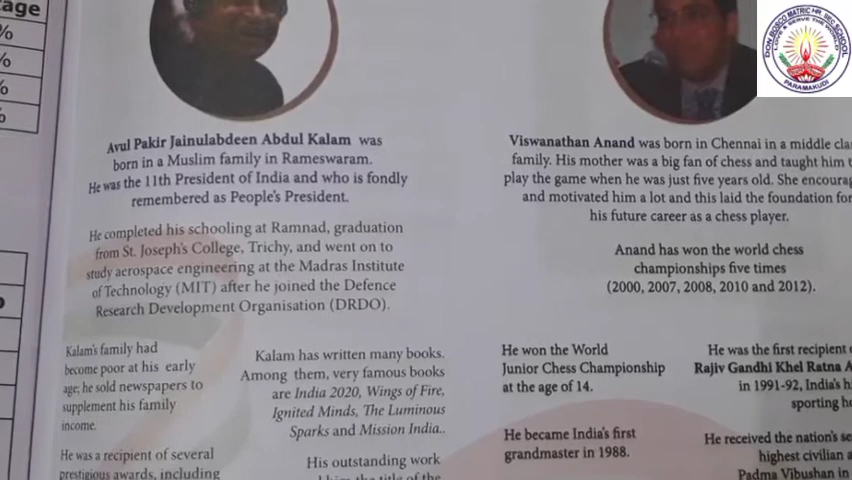 tage
%
%
%
%
Avul Pakir Jainulabdeen Abdul Kalam was
born in a Muslim family in Rameswaram.
He was the 11th President of India and who is fondly
remembered as People's President.
He completed his schooling at Ramnad, graduation
from St. Joseph's College, Trichy, and went on to
study aerospace engineering at the Madras Institute
of Technology (MIT) after he joined the Defence
Research Development Organisation (DRDO).
Kalam's family had
become poor at his early
age; he sold newspapers to
supplement his family
income.
He was a recipient of several
prestigious awards, including
Kalam has written many books.
Among them, very famous books
are India 2020, Wings of Fire,
Ignited Minds, The Luminous
Sparks and Mission India..
His outstanding work
the title of the
Viswanathan Anand was born in Chennai in a middle
family. His mother was a big fan of chess and taught him
play the game when he was just five years old. She
and motivated him a lot and this laid the foundation for
his future career as a chess player.
Anand has won the world chess
championships five times
(2000, 2007, 2008, 2010 and 2012).
He won the World
Junior Chess Championship
at the age of 14.
He became India's first
grandmaster in 1988.
He was the first recipient
Rajiv Gandhi Khel Ratna
in 1991-92, India's
sporting
He received the nation's
highest civilian
Padma Vibushan in
DON BOSCO MATRIC HR. SEC SCHOOL
LOVE & SERVE THE WORLD
PARAMAKUDI